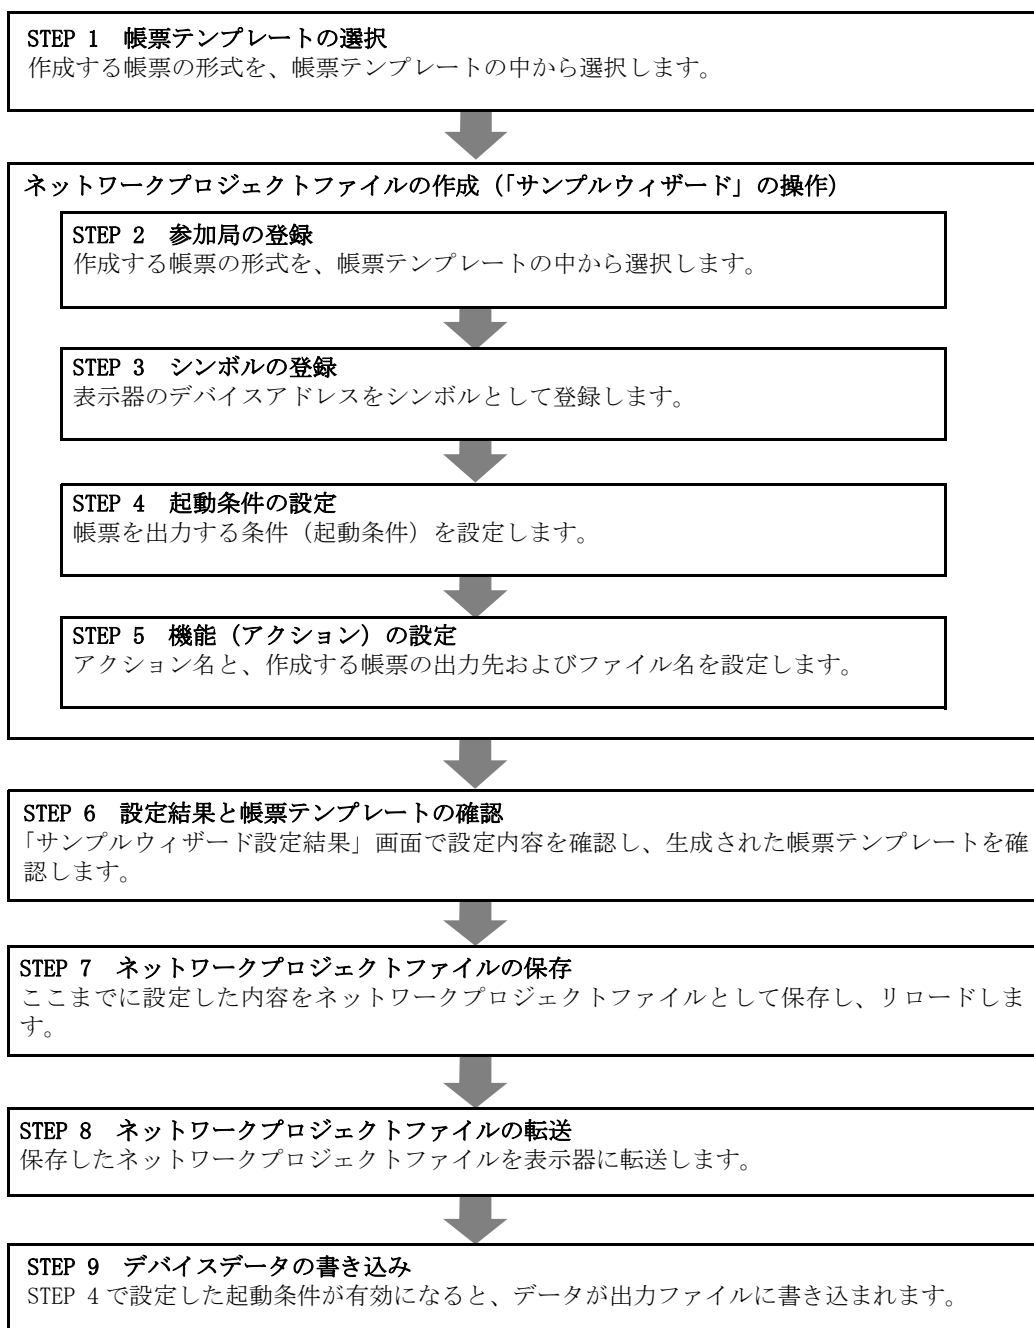 STEP 1 帳票テンプレートの選択
作成する帳票の形式を、帳票テンプレートの中から選択します。
ネットワークプロジェクトファイルの作成（「サンプルウィザード」の操作）
STEP 2 参加局の登録
作成する帳票の形式を、帳票テンプレートの中から選択します。
STEP 3 シンボルの登録
表示器のデバイスアドレスをシンボルとして登録します。
STEP 4 起動条件の設定
帳票を出力する条件（起動条件）を設定します。
STEP 5 機能（アクション）の設定
アクション名と、作成する帳票の出力先およびファイル名を設定します。
STEP 6 設定結果と帳票テンプレートの確認
「サンプルウィザード設定結果」画面で設定内容を確認し、生成された帳票テンプレートを確
認します。
STEP 7 ネットワークプロジェクトファイルの保存
ここまでに設定した内容をネットワークプロジェクトファイルとして保存し、リロードしま
す。
STEP 8 ネットワークプロジェクトファイルの転送
保存したネットワークプロジェクトファイルを表示器に転送します。
STEP 9 デバイスデータの書き込み
STEP 4で設定した起動条件が有効になると、データが出力ファイルに書き込まれます。